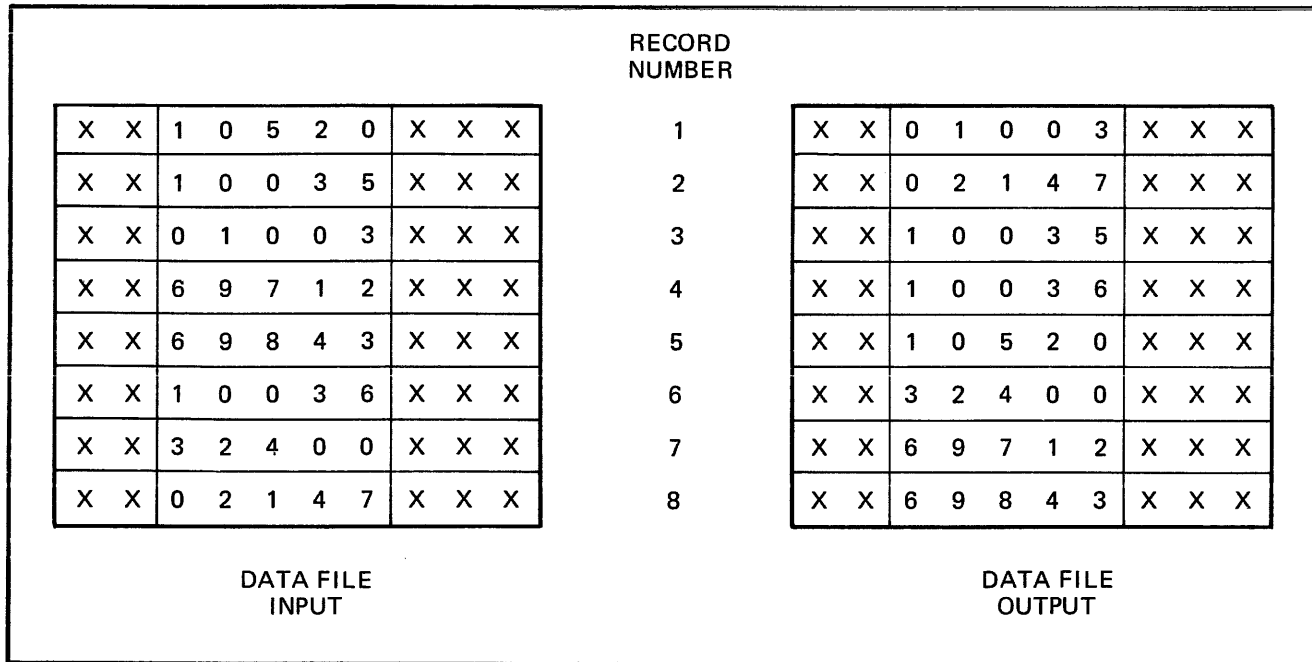 RECORD
NUMBER
X X 1 0 5 2 0 X X X 1 X X 0 1 0 0 3 X X X
X X 1 0 0 3 5 X X X 2 X X 0 2 1 4 7 X X X
X X 0 1 0 0 3 X X X 3 X X 1 0 0 3 5 X X X
X X 6 9 7 1 2 X X X 4 X X 1 0 0 3 6 X X X
X X 6 9 8 4 3 X X X 5 X X 1 0 5 2 0 X X X
X X 1 0 0 3 6 X X X 6 X X 3 2 4 0 0 X X X
X X 3 2 4 0 0 X X X 7 X X 6 9 7 1 2 X X X
X X 0 2 1 4 7 X X X 8 X X 6 9 8 4 3 X X X
DATA FILE
INPUT
DATA FILE
OUTPUT